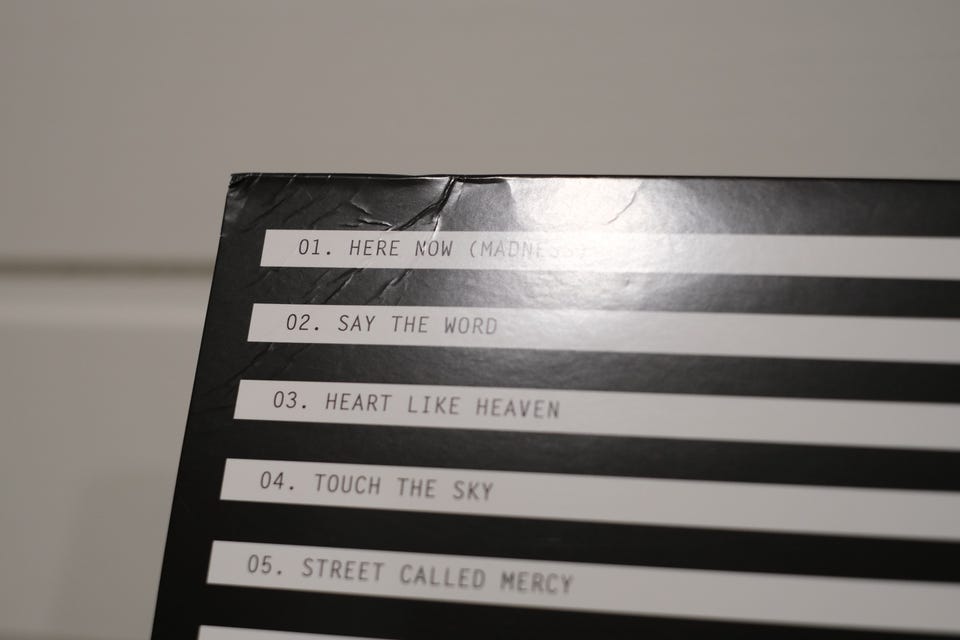 01. HERE NOW (MADNESS)
02. SAY THE WORD
03. HEART LIKE HEAVEN
04. TOUCH THE SKY
05. STREET CALLED MERCY